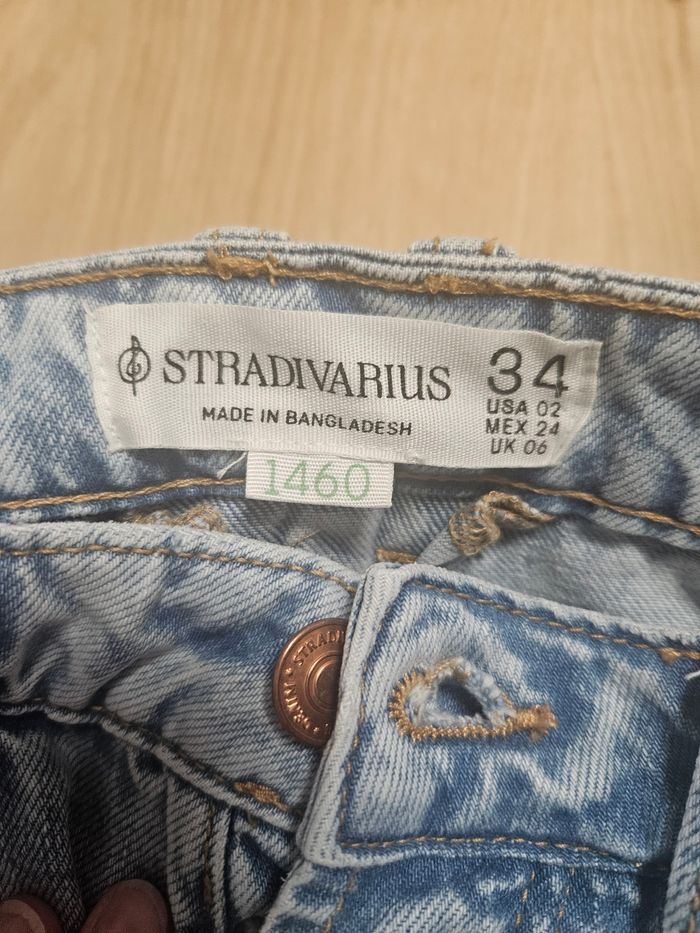 STRADIVARIUS
MADE IN BANGLADESH
34
USA 02
MEX 24
UK 06
1460